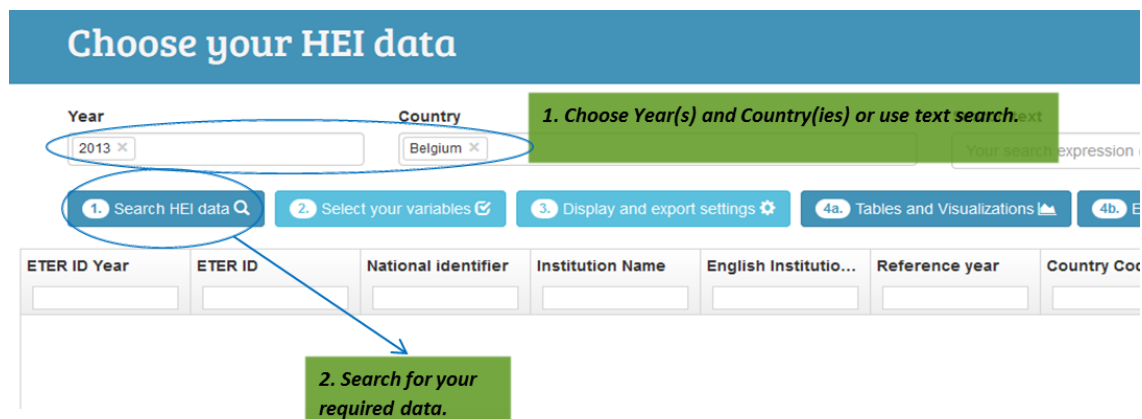 Choose your HEI data
Year
Country
1. Choose Year(s) and Country(ies) or use text search.
2013 ×
Belgium ×
Your search expression
1. Search HEI data
2. Select your variables
3. Display and export settings
4a. Tables and Visualizations
4b. E
ETER ID Year
ETER ID
National identifier
Institution Name
English Institutio...
Reference year
Country Cod
2. Search for your
required data.